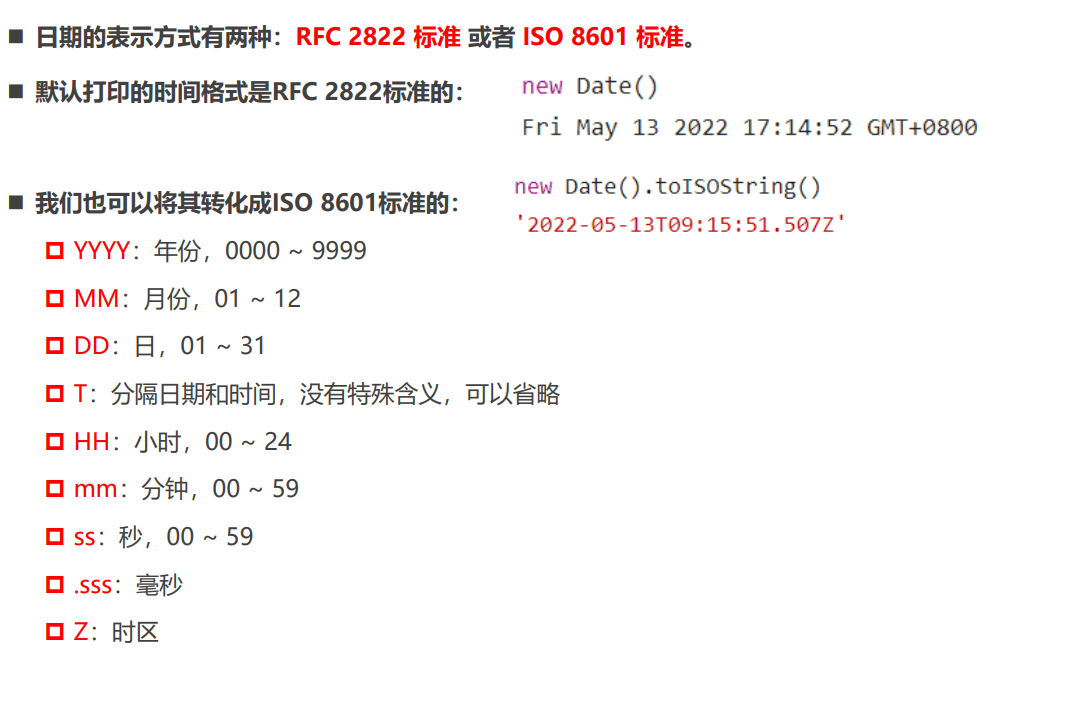 日期的表示方式有两种：RFC 2822 标准 或者 ISO 8601 标准。
默认打印的时间格式是RFC 2822标准的：
new Date()
Fri May 13 2022 17:14:52 GMT+0800
我们也可以将其转化成ISO 8601标准的：
new Date().toISOString()
'2022-05-13T09:15:51.507Z'
YYYY：年份，0000 ~ 9999
MM：月份，01 ~ 12
DD：日，01 ~ 31
T：分隔日期和时间，没有特殊含义，可以省略
HH：小时，00 ~ 24
mm：分钟，00 ~ 59
ss：秒，00 ~ 59
.sss：毫秒
Z：时区